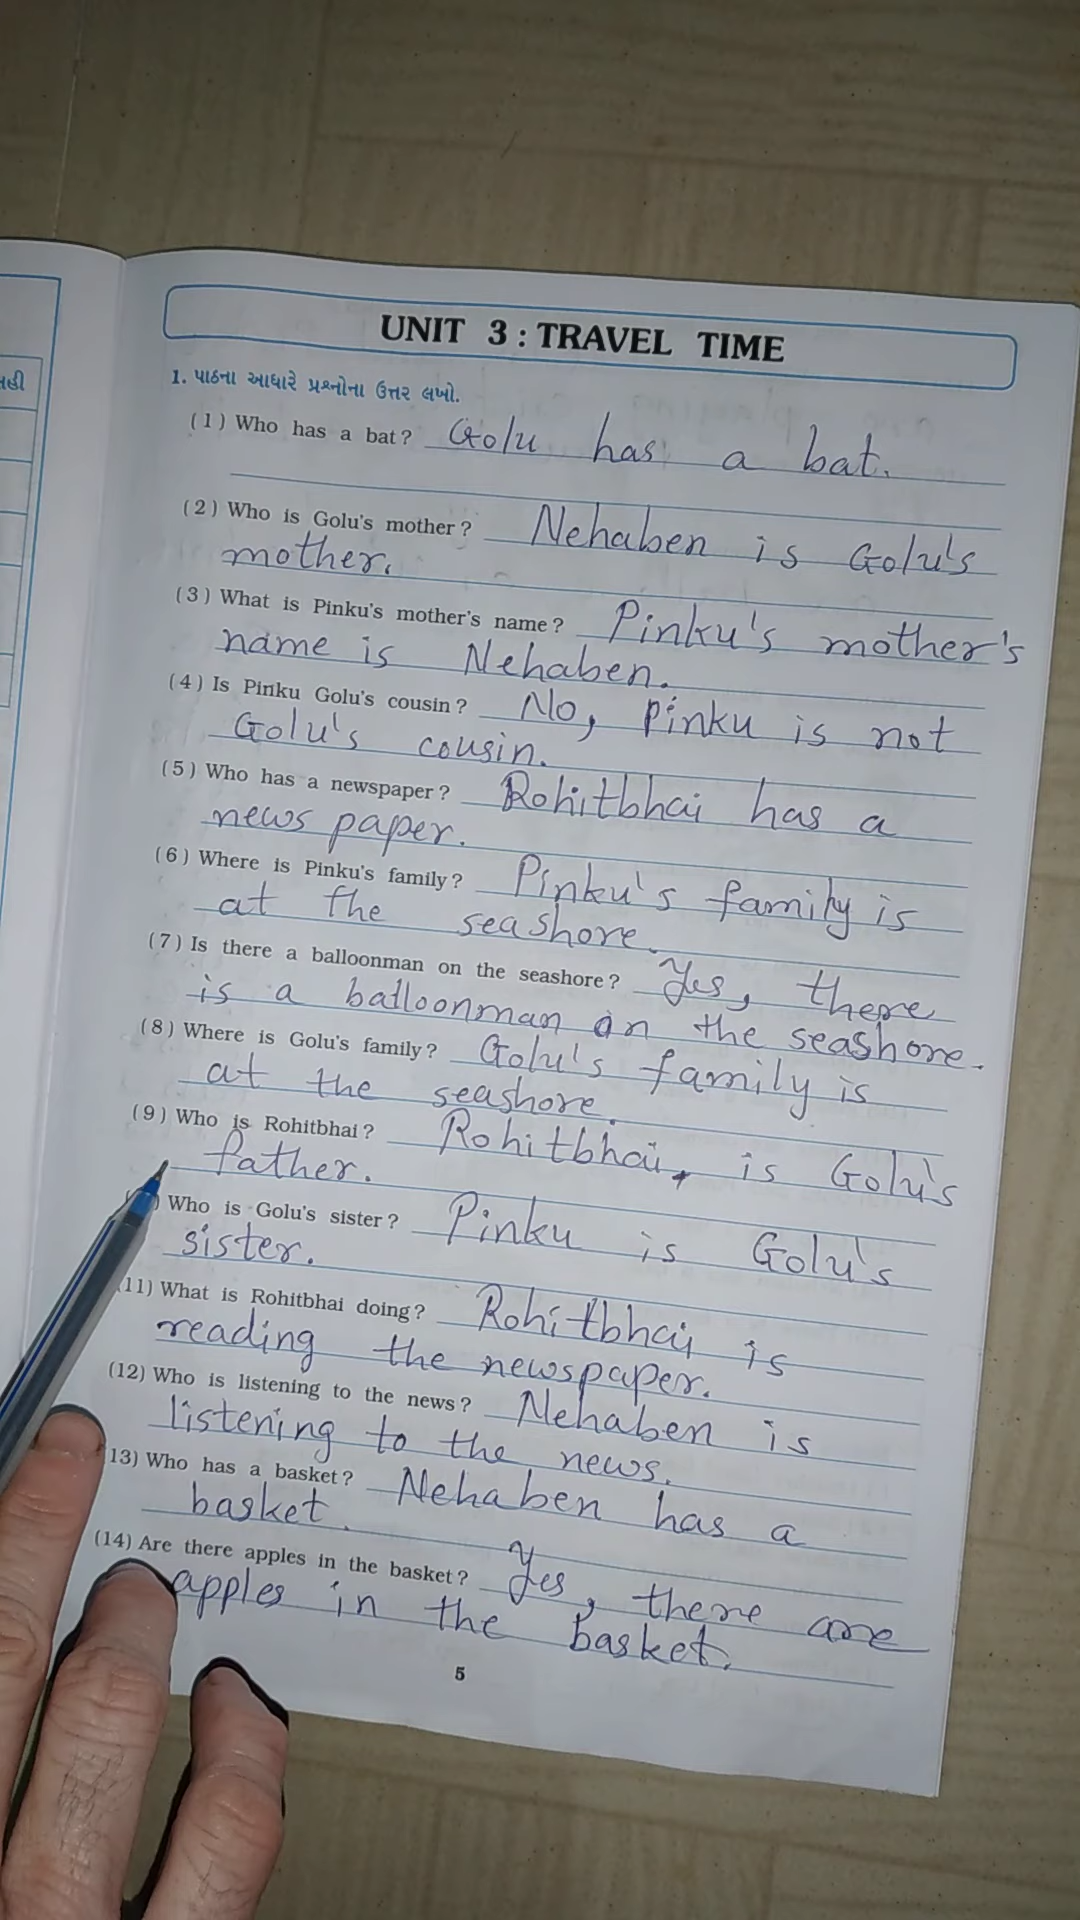 નહી
UNIT 3 : TRAVEL TIME
1. પાઠના આધારે પ્રશ્નોના ઉત્તર લખો.
(1) Who has a bat? Golu has a bat.
(2) Who is Golu's mother? Nehaben is Golu's
mother.
(3) What is Pinku's mother's name? Pinku's mother's
name is Nehaben.
(4) Is Pinku Golu's cousin? No, pinku is not
Golu's cousin.
(5) Who has a newspaper? Rohitbhai has a
news paper.
(6) Where is Pinku's family? Pinku's family is
at the seashore.
(7) Is there a balloonman on the seashore? Yes, there
is a balloonman on the seashore.
(8) Where is Golu's family? Golu's family is
at the seashore.
(9) Who is Rohitbhai? Rohitbhai, is Golu's
father.
) Who is Golu's sister? Pinku is Golu's
sister.
(11) What is Rohitbhai doing? Rohitbhai is
reading the newspaper.
(12) Who is listening to the news? Nehaben is
listening to the news.
13) Who has a basket? Nehaben has a
basket.
(14) Are there apples in the basket? Yes, there are
apples in the basket.
5